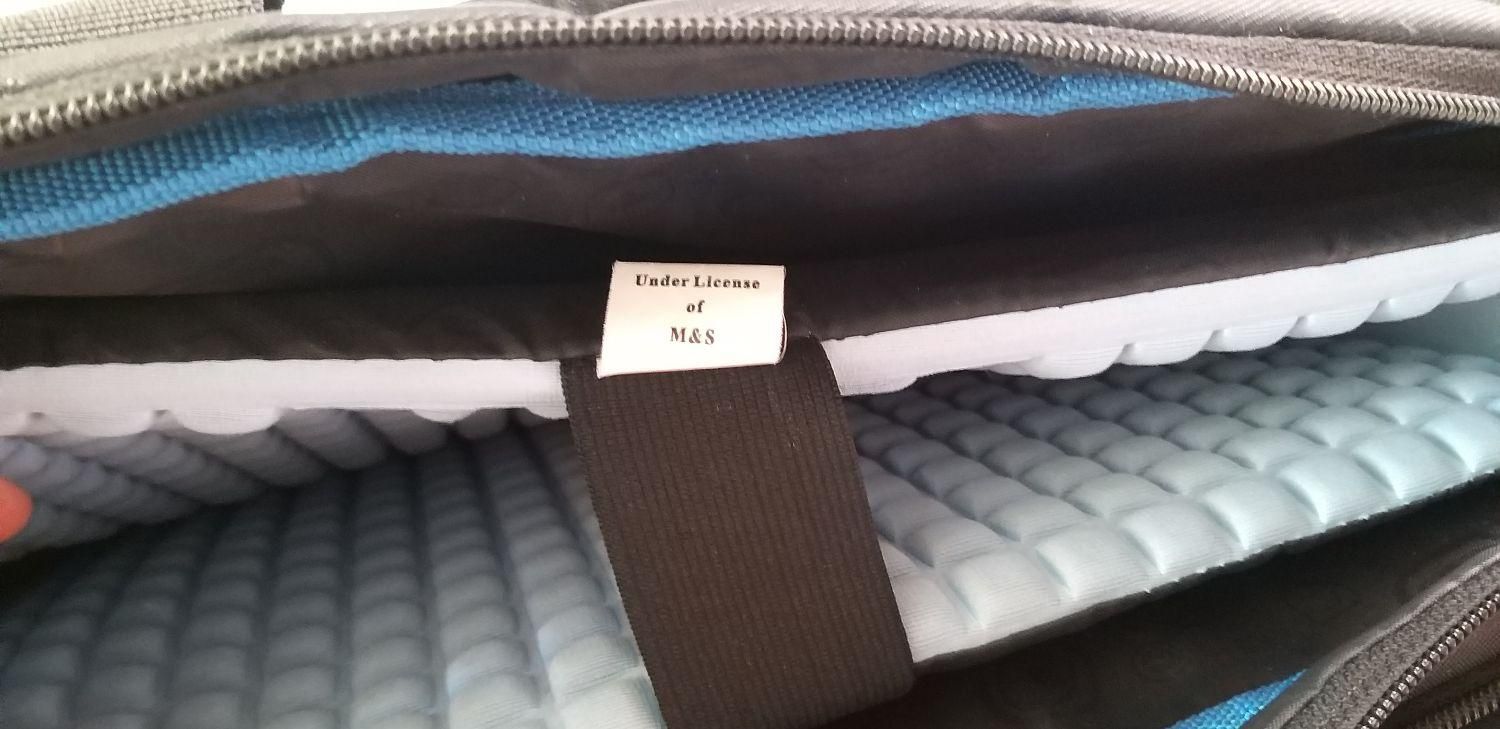 Under License
of
M&S